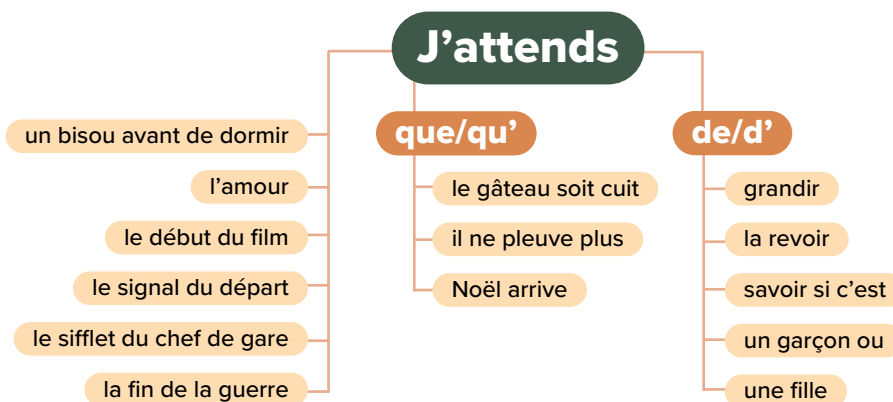 J’attends
un bisou avant de dormir
l’amour
le début du film
le signal du départ
le sifflet du chef de gare
la fin de la guerre
que/qu’
le gâteau soit cuit
il ne pleuve plus
Noël arrive
de/d’
grandir
la revoir
savoir si c’est
un garçon ou
une fille